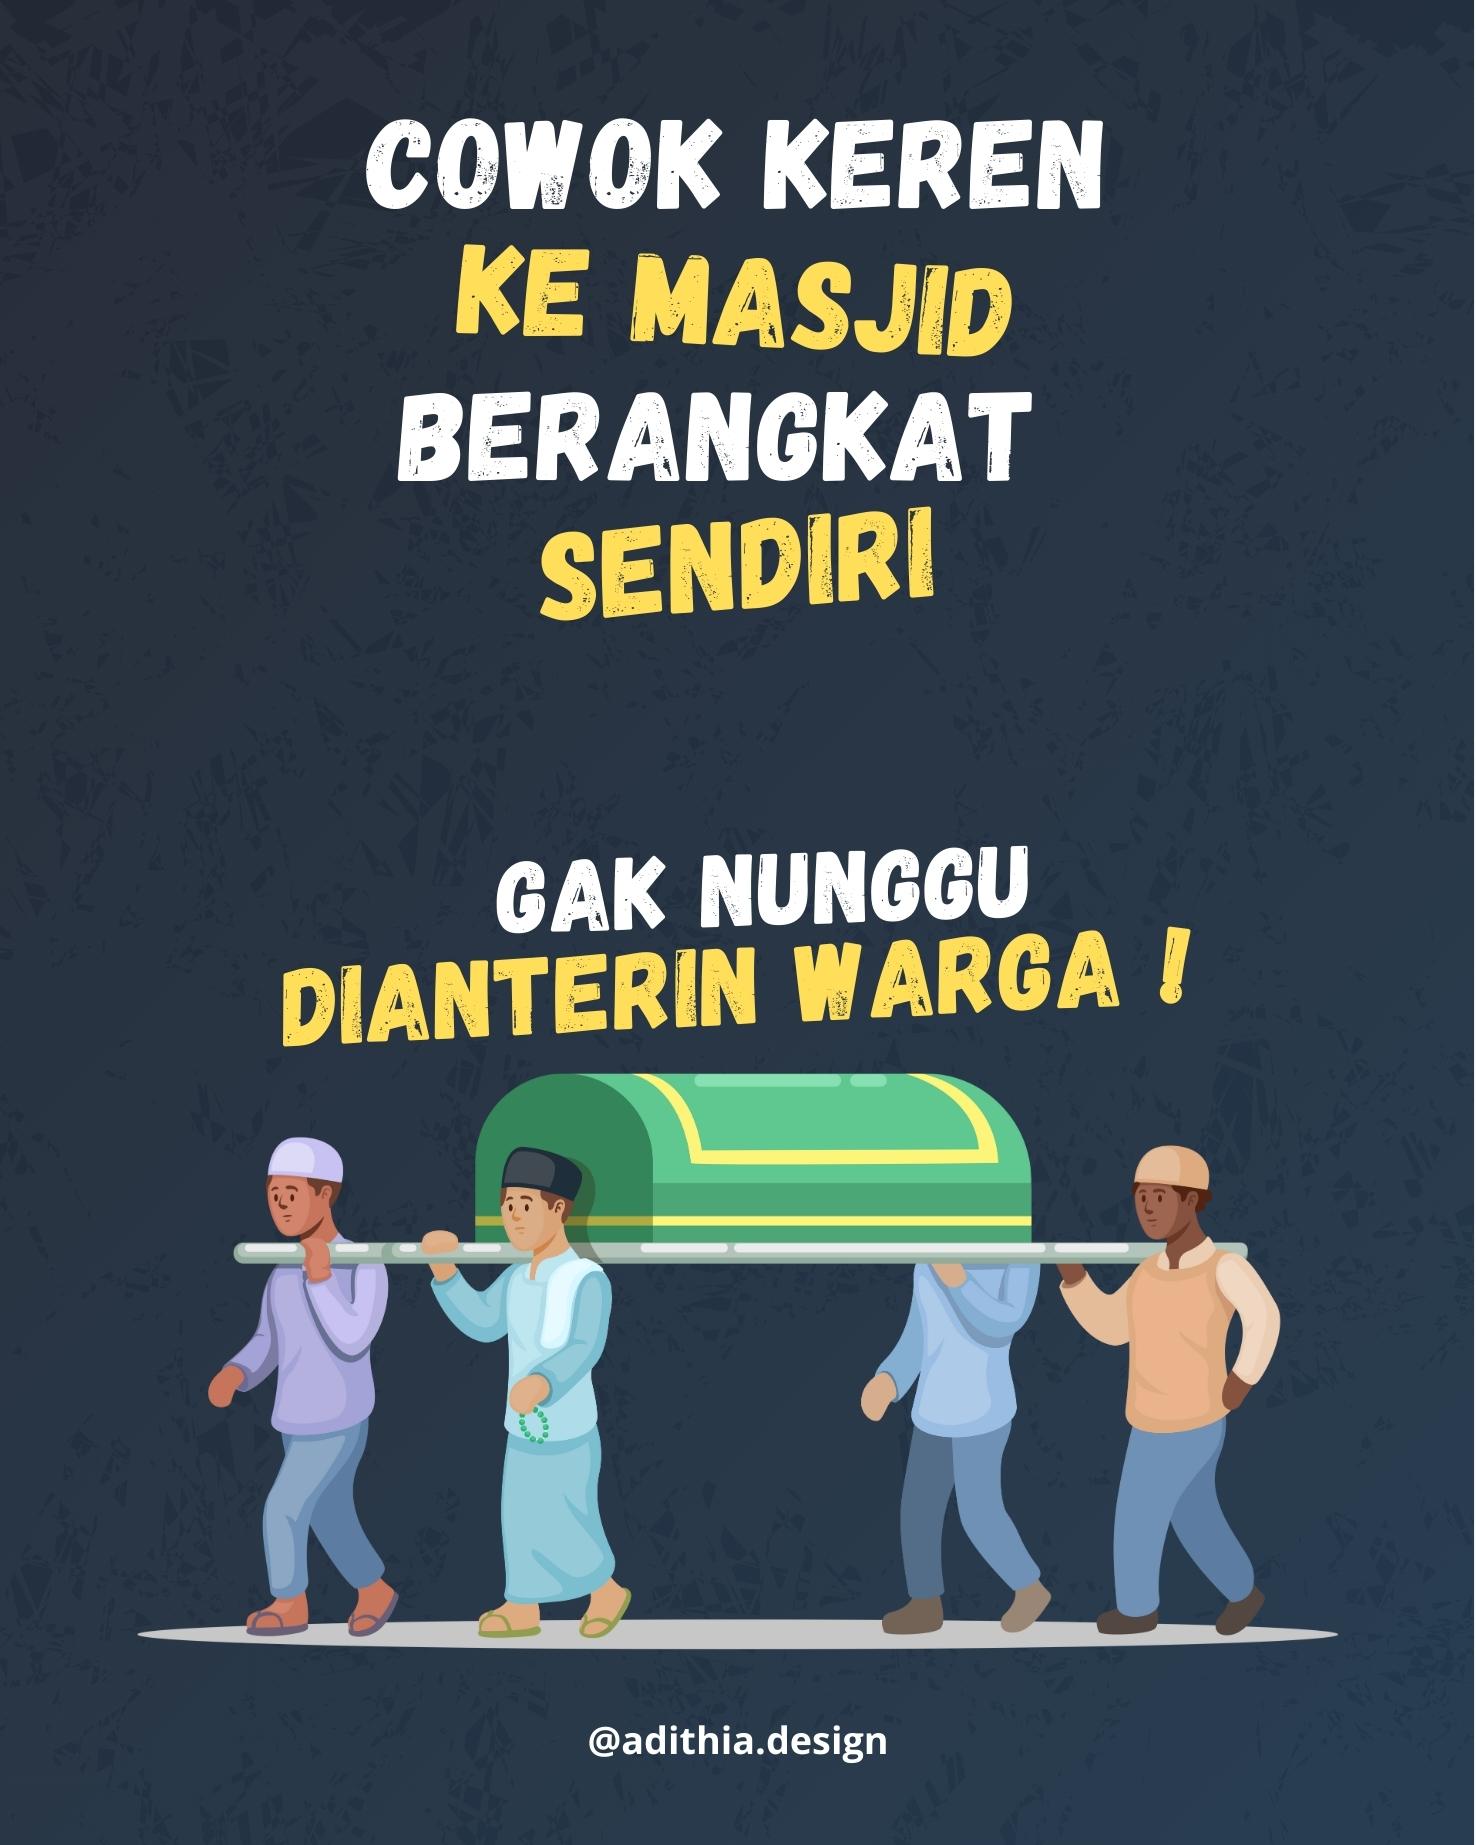 COWOK KEREN
KE MASJID
BERANGKAT
SENDIRI
GAK NUNGGU
DIANTERIN WARGA !
@adithia.design